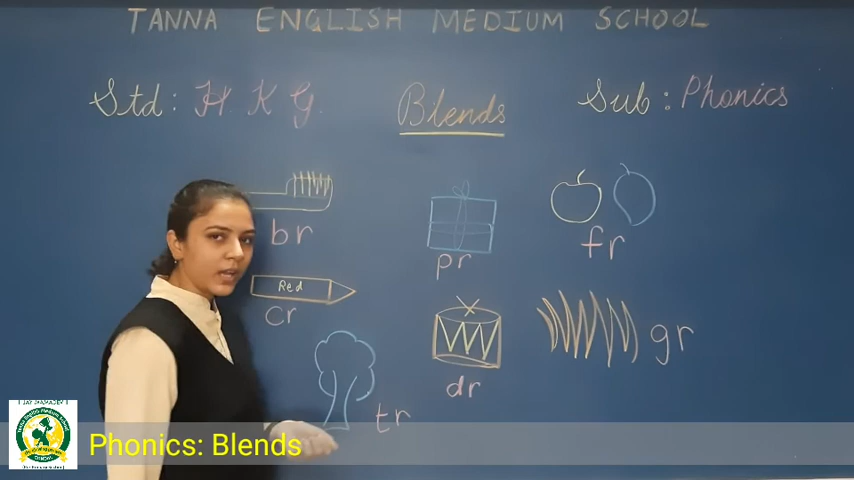 TANNA ENGLISH MEDIUM SCHOOL
Std: H K G.
Blends
Sub: Phonics
br
pr
fr
Red
cr
dr
gr
tr
Phonics: Blends